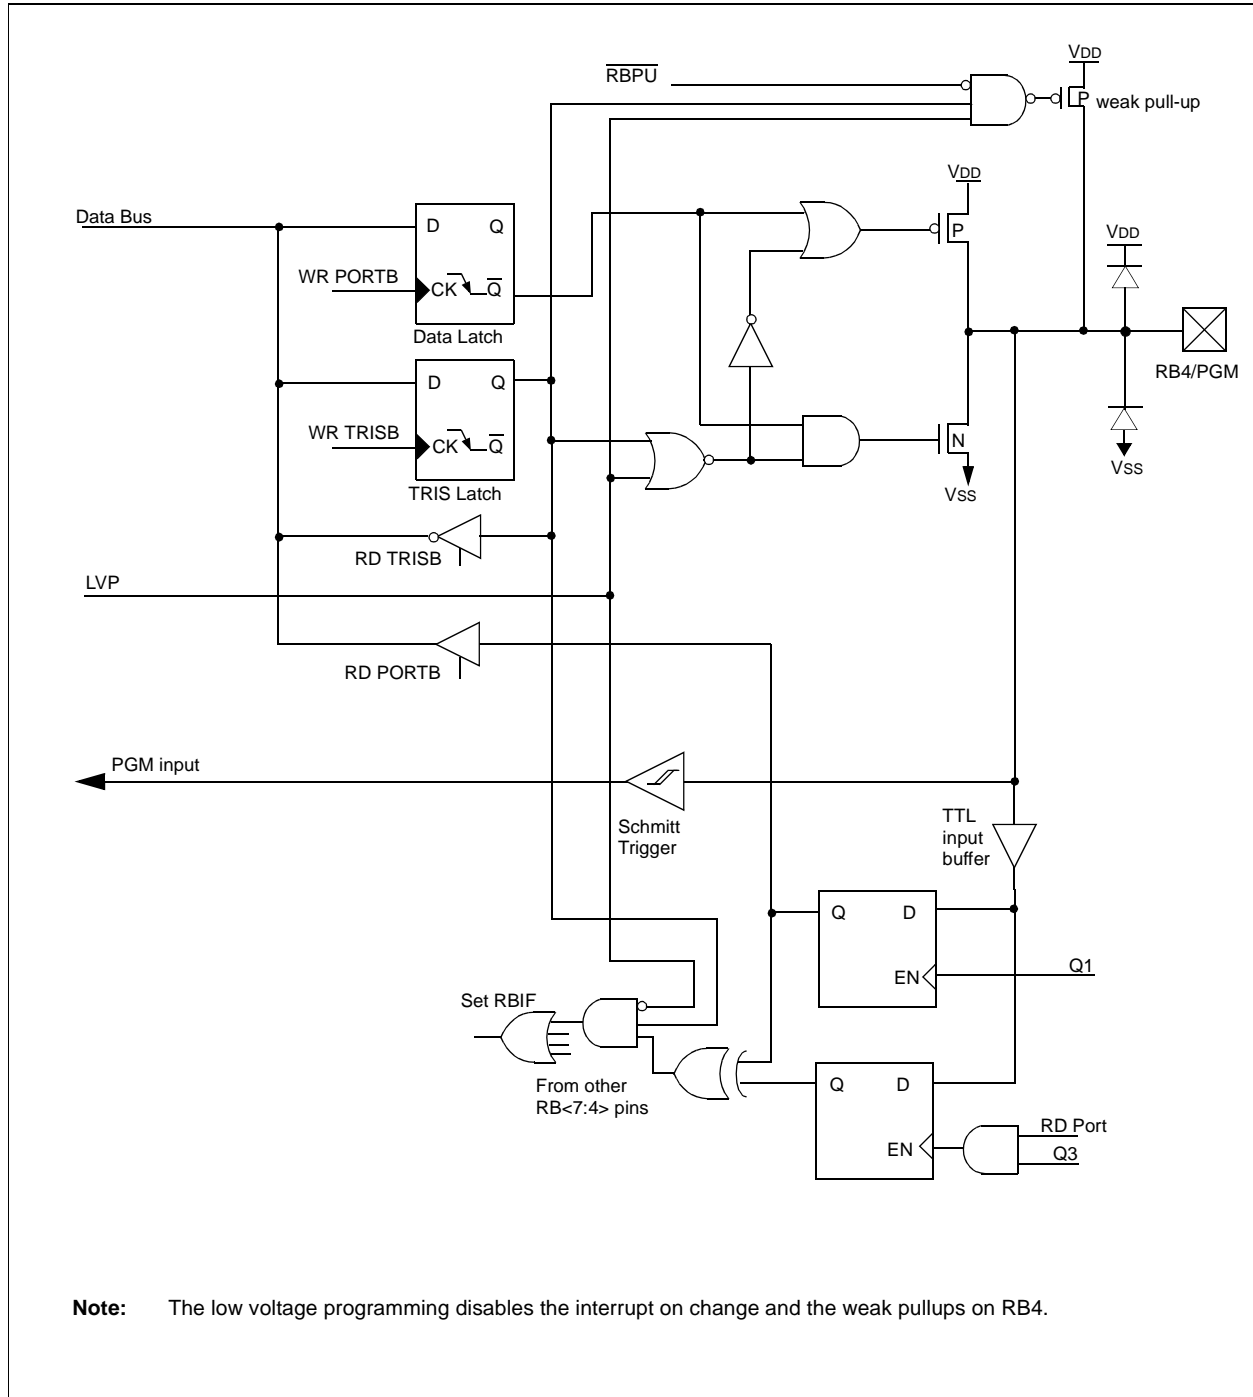 VDD
R̅B̅P̅U̅
P
weak pull-up
VDD
Data Bus
D Q
P
VDD
WR PORTB
CK Q̅
Data Latch
RB4/PGM
D Q
WR TRISB
CK Q̅
N
VSS
TRIS Latch
VSS
RD TRISB
LVP
RD PORTB
PGM input
Schmitt
Trigger
TTL
input
buffer
Q D
EN
Q1
Set RBIF
From other
RB<7:4> pins
Q D
EN
RD Port
Q3
Note: The low voltage programming disables the interrupt on change and the weak pullups on RB4.